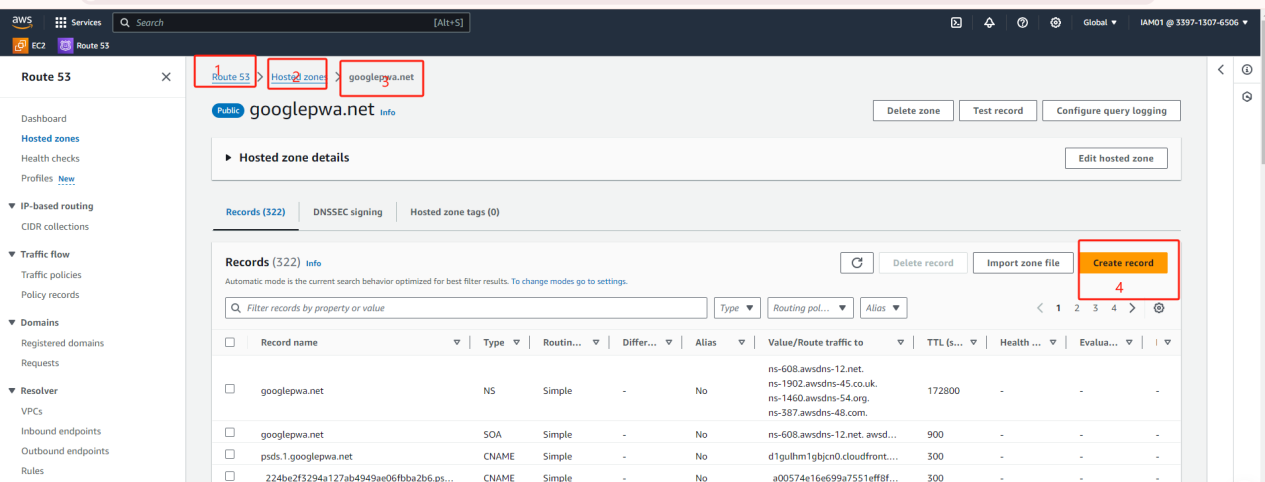 aws Services Search [Alt+S] Global ▼ IAM01 @ 3397-1307-6506 ▼
EC2 Route 53
Route 53
Dashboard
Hosted zones
Health checks
Profiles New
IP-based routing
CIDR collections
Traffic flow
Traffic policies
Policy records
Domains
Registered domains
Requests
Resolver
VPCs
Inbound endpoints
Outbound endpoints
Rules
Route 53 > Hosted zones > googlepwa.net
1 2 3
Public googlepwa.net Info
Delete zone Test record Configure query logging
Hosted zone details
Edit hosted zone
Records (322) DNSSEC signing Hosted zone tags (0)
Records (322) Info
Delete record Import zone file Create record
4
Automatic mode is the current search behavior optimized for best filter results. To change modes go to settings.
Filter records by property or value Type Routing pol... Alias
1 2 3 4
Record name Type Routin... Differ... Alias Value/Route traffic to TTL (s... Health ... Evalua...
ns-608.awsdns-12.net.
ns-1902.awsdns-45.co.uk.
googlepwa.net NS Simple - No 172800 - - -
ns-1460.awsdns-54.org.
ns-387.awsdns-48.com.
googlepwa.net SOA Simple - No ns-608.awsdns-12.net. awsd... 900 - - -
psds.1.googlepwa.net CNAME Simple - No d1gulhm1gbjcn0.cloudfront.... 300 - - -
224be2f3294a127ab4949ae06fbba2b6.ps... CNAME Simple - No a00574e16e699a7551eff8f... 300 - - -